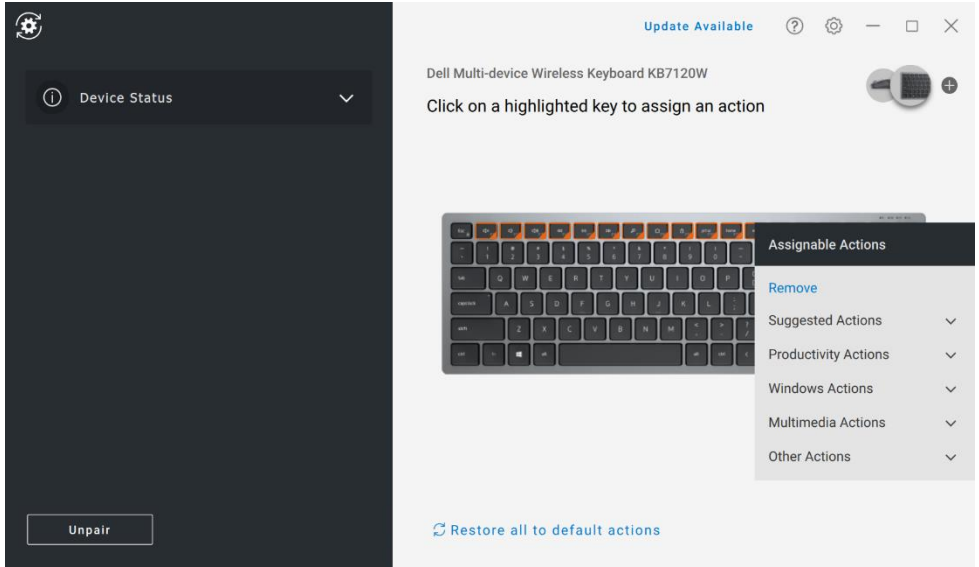 Update Available
Device Status
Dell Multi-device Wireless Keyboard KB7120W
Click on a highlighted key to assign an action
Assignable Actions
Remove
Suggested Actions
Productivity Actions
Windows Actions
Multimedia Actions
Other Actions
Q W E R T Y U I O P
A S D F G H J K L
Z X C V B N M
Unpair
Restore all to default actions